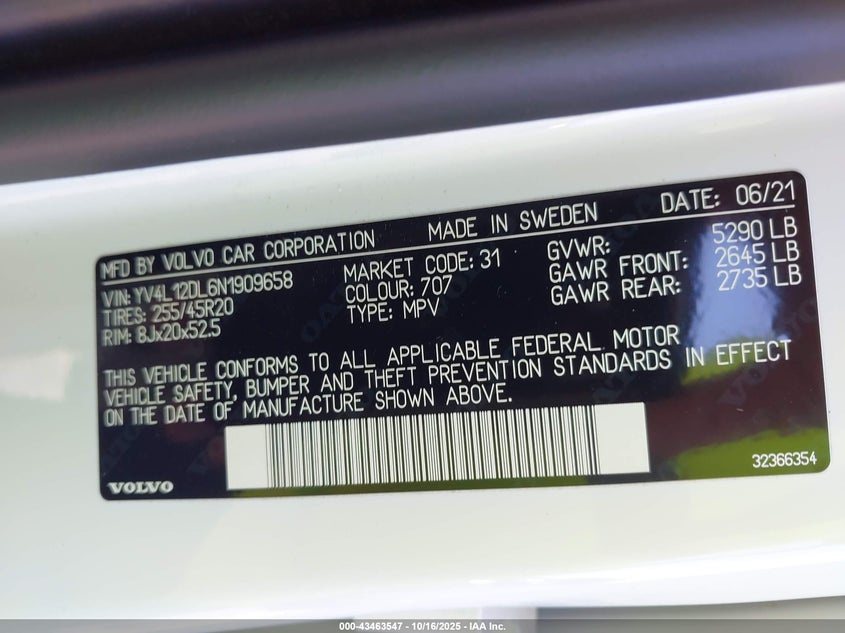 MFD BY VOLVO CAR CORPORATION MADE IN SWEDEN DATE: 06/21
VIN: YV4L12DL6N1909658 MARKET CODE: 31 GVWR: 5290 LB
TIRES: 255/45R20 COLOUR: 707 GAWR FRONT: 2645 LB
RIM: 8Jx20x52.5 TYPE: MPV GAWR REAR: 2735 LB
THIS VEHICLE CONFORMS TO ALL APPLICABLE FEDERAL MOTOR
VEHICLE SAFETY, BUMPER AND THEFT PREVENTION STANDARDS IN EFFECT
ON THE DATE OF MANUFACTURE SHOWN ABOVE.
VOLVO 32366354
000-43463547 - 10/16/2025 - IAA Inc.